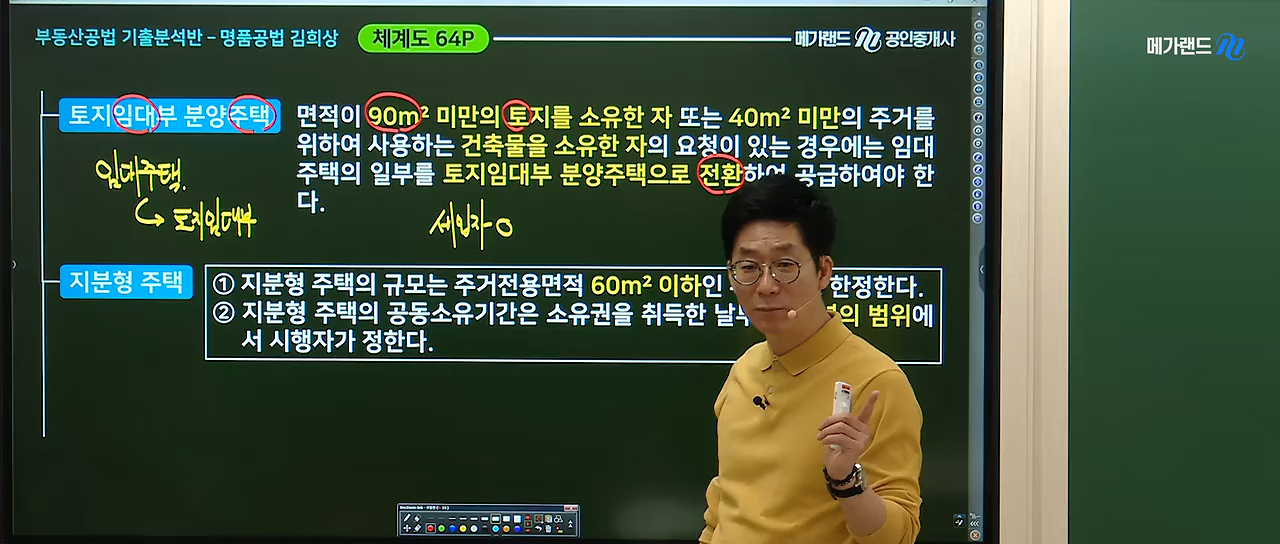 부동산공법 기출분석반 – 명품공법 김희상
체계도 64P
메가랜드 공인중개사
메가랜드
토지임대부 분양주택
면적이 90m² 미만의 토지를 소유한 자 또는 40m² 미만의 주거를
위하여 사용하는 건축물을 소유한 자의 요청이 있는 경우에는 임대
주택의 일부를 토지임대부 분양주택으로 전환하여 공급하여야 한
다.
임대주택.
토지임대부
세입자
지분형 주택
① 지분형 주택의 규모는 주거전용면적 60m² 이하인 한정한다.
② 지분형 주택의 공동소유기간은 소유권을 취득한 날 의 범위에
서 시행자가 정한다.